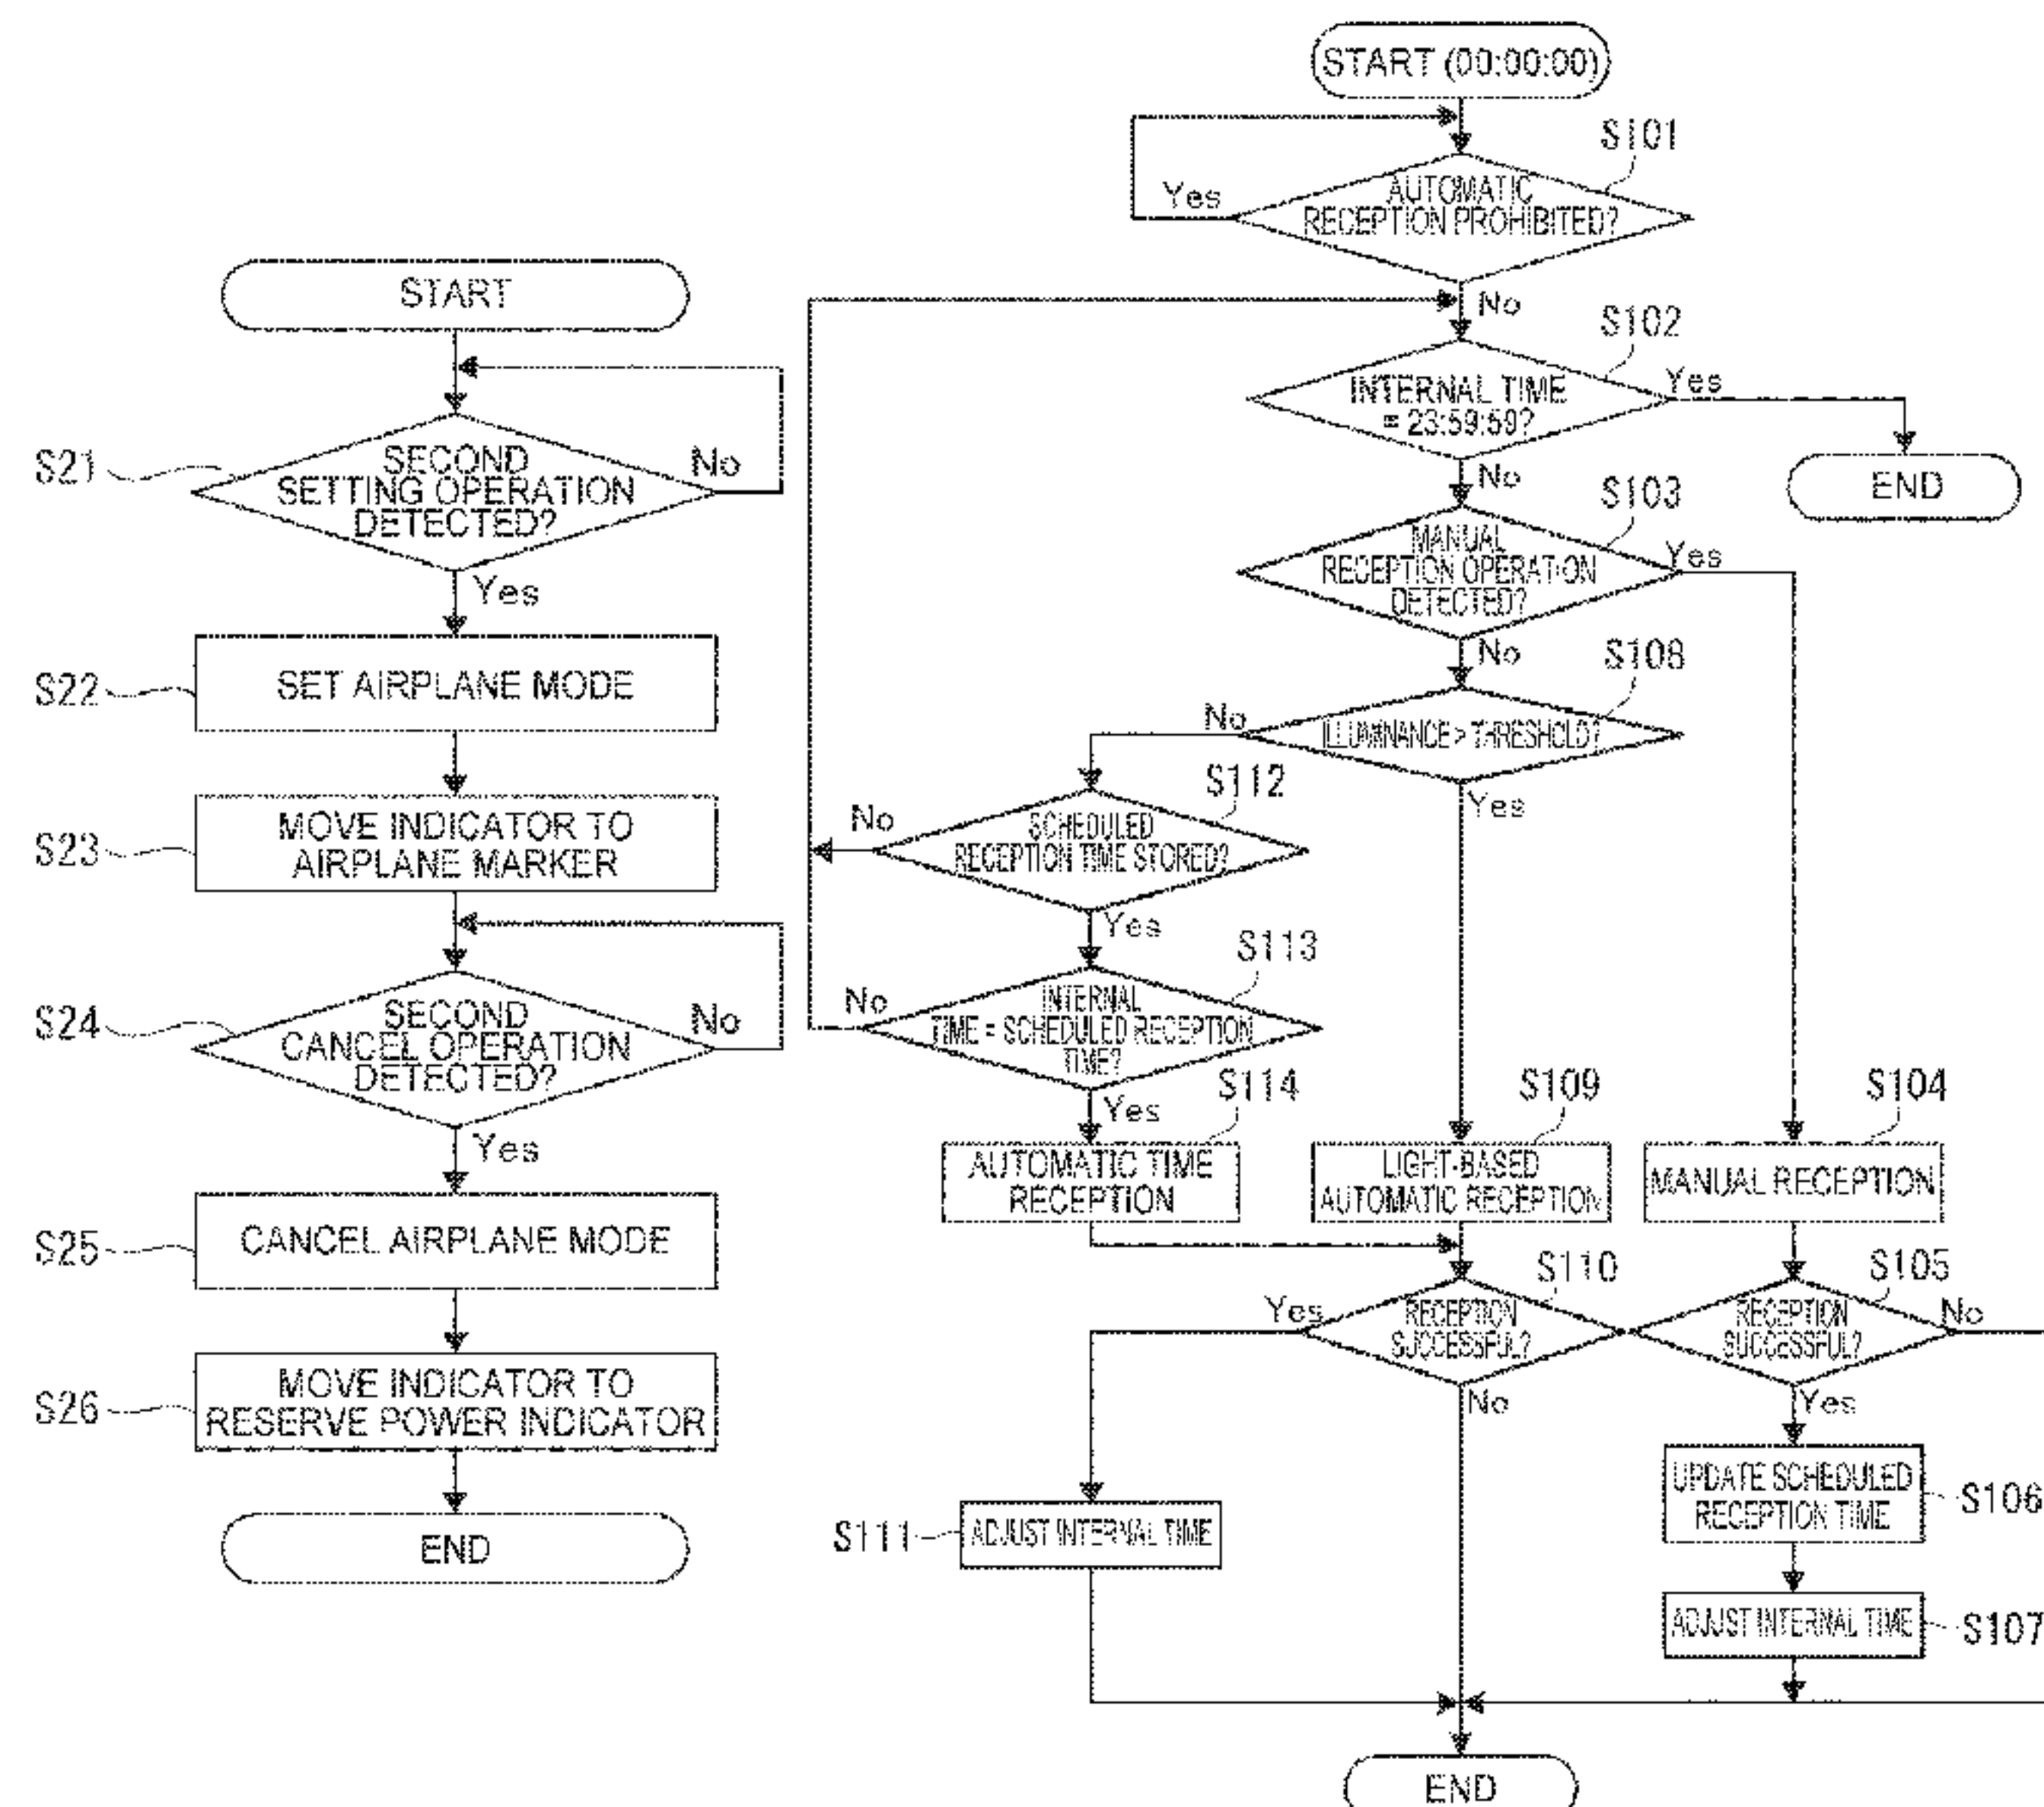 START
S21
SECOND
SETTING OPERATION
DETECTED?
No
Yes
S22
SET AIRPLANE MODE
S23
MOVE INDICATOR TO
AIRPLANE MARKER
S24
SECOND
CANCEL OPERATION
DETECTED?
No
Yes
S25
CANCEL AIRPLANE MODE
S26
MOVE INDICATOR TO
RESERVE POWER INDICATOR
END
START (00:00:00)
S101
AUTOMATIC
RECEPTION PROHIBITED?
Yes
No
S102
INTERNAL TIME
= 23:59:59?
Yes
END
No
S103
MANUAL
RECEPTION OPERATION
DETECTED?
Yes
No
S108
ILLUMINANCE > THRESHOLD?
No
Yes
S112
SCHEDULED
RECEPTION TIME STORED?
No
Yes
S113
INTERNAL
TIME = SCHEDULED RECEPTION
TIME?
No
Yes
S114
AUTOMATIC TIME
RECEPTION
S109
LIGHT-BASED
AUTOMATIC RECEPTION
S104
MANUAL RECEPTION
S110
RECEPTION
SUCCESSFUL?
Yes
No
S105
RECEPTION
SUCCESSFUL?
No
Yes
S111
ADJUST INTERNAL TIME
UPDATE SCHEDULED
RECEPTION TIME
S106
ADJUST INTERNAL TIME
S107
END